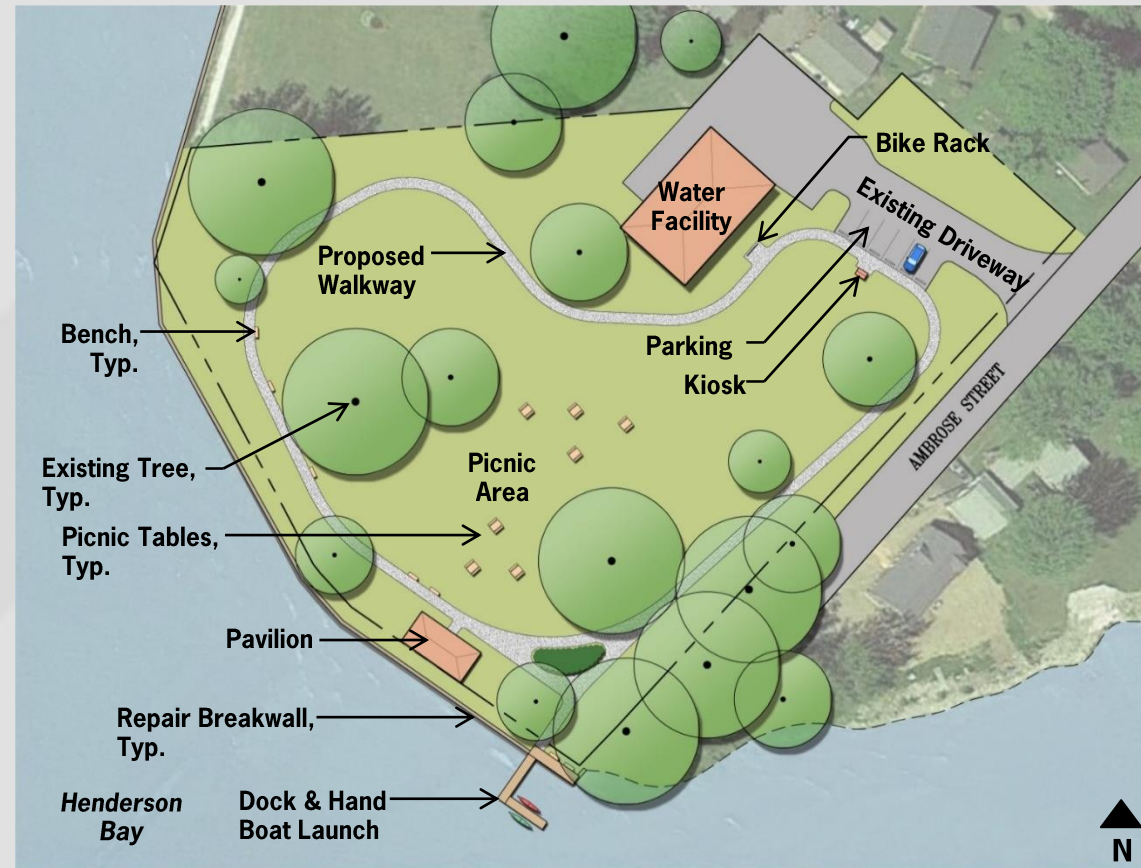 Bike Rack
Water
Facility
Existing Driveway
Proposed
Walkway
Bench,
Typ.
Parking
Kiosk
AMBROSE STREET
Existing Tree,
Typ.
Picnic
Area
Picnic Tables,
Typ.
Pavilion
Repair Breakwall,
Typ.
Henderson
Bay
Dock & Hand
Boat Launch
N